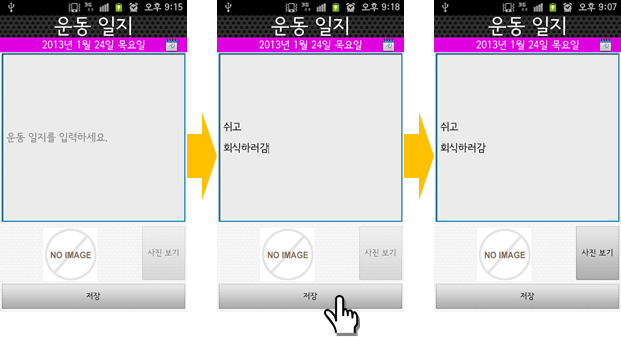 오후 9:15
운동 일지
2013년 1월 24일 목요일
운동 일지를 입력하세요.
NO IMAGE
사진 보기
저장
오후 9:18
운동 일지
2013년 1월 24일 목요일
쉬고
회식하러감
NO IMAGE
사진 보기
저장
오후 9:07
운동 일지
2013년 1월 24일 목요일
쉬고
회식하러감
NO IMAGE
사진 보기
저장